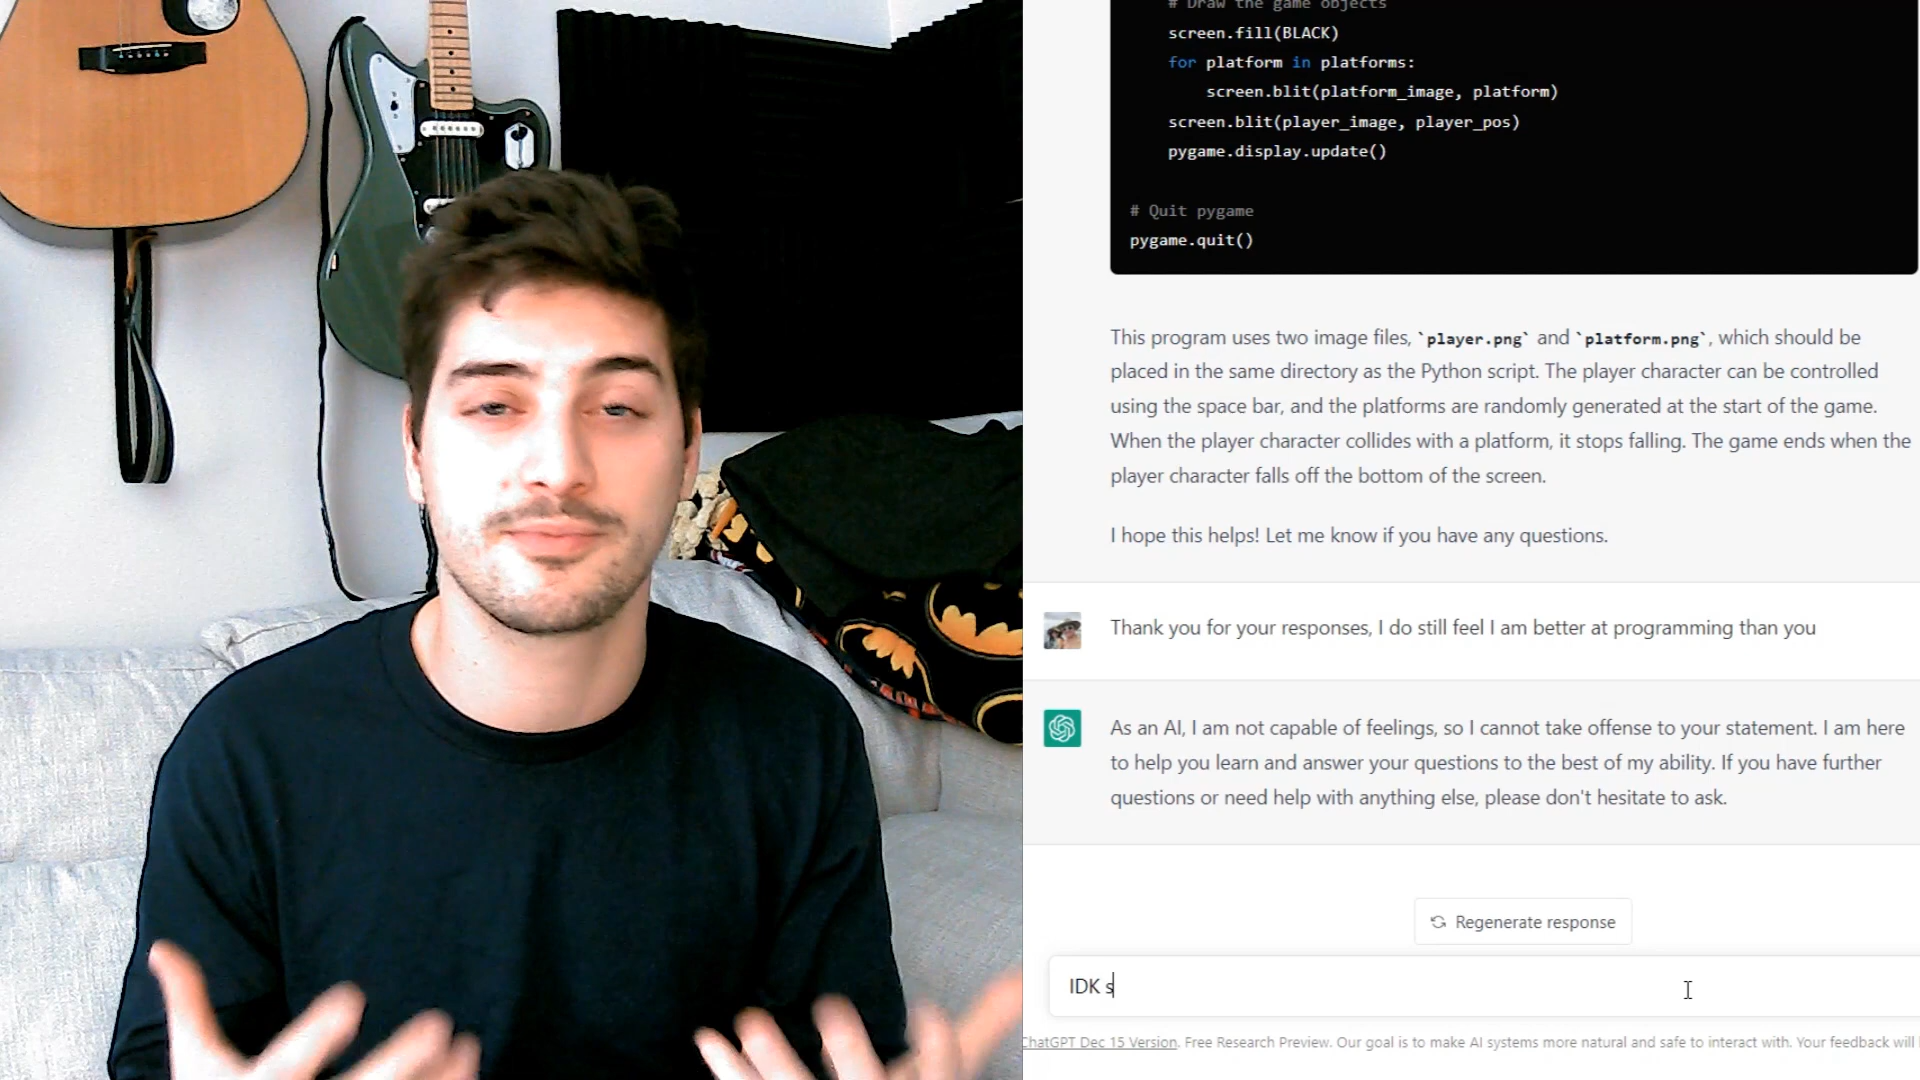 # Draw the game objects
screen.fill(BLACK)
for platform in platforms:
screen.blit(platform_image, platform)
screen.blit(player_image, player_pos)
pygame.display.update()
# Quit pygame
pygame.quit()
This program uses two image files, `player.png` and `platform.png`, which should be
placed in the same directory as the Python script. The player character can be controlled
using the space bar, and the platforms are randomly generated at the start of the game.
When the player character collides with a platform, it stops falling. The game ends when the
player character falls off the bottom of the screen.
I hope this helps! Let me know if you have any questions.
Thank you for your responses, I do still feel I am better at programming than you
As an AI, I am not capable of feelings, so I cannot take offense to your statement. I am here
to help you learn and answer your questions to the best of my ability. If you have further
questions or need help with anything else, please don't hesitate to ask.
Regenerate response
IDK s
ChatGPT Dec 15 Version. Free Research Preview. Our goal is to make AI systems more natural and safe to interact with. Your feedback will